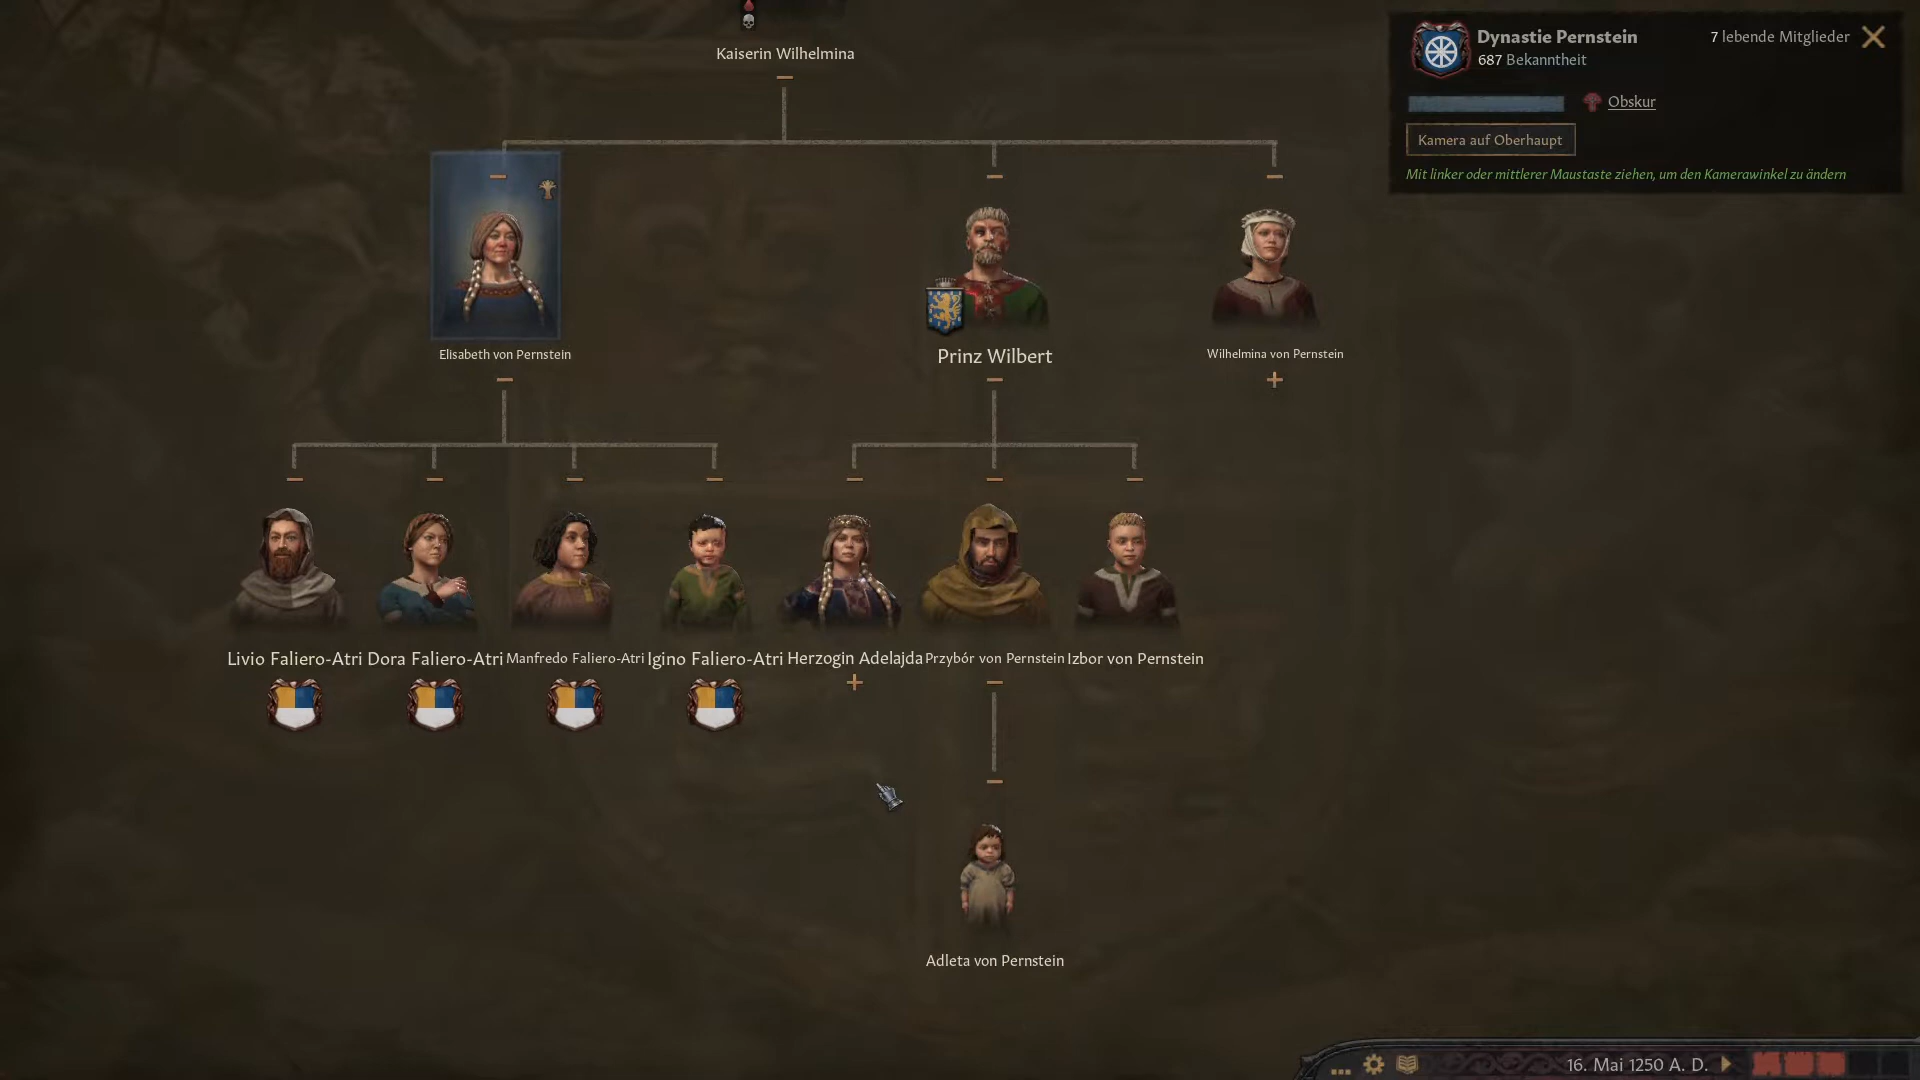 Kaiserin Wilhelmina
Dynastie Pernstein
7 lebende Mitglieder
687 Bekanntheit
Obskur
Kamera auf Oberhaupt
Mit linker oder mittlerer Maustaste ziehen, um den Kamerawinkel zu ändern
Elisabeth von Pernstein
Prinz Wilbert
Wilhelmina von Pernstein
Livio Faliero-Atri
Dora Faliero-Atri
Manfredo Faliero-Atri
Igino Faliero-Atri
Herzogin Adelajda
Przybór von Pernstein
Izbor von Pernstein
Adleta von Pernstein
...
16. Mai 1250 A. D.